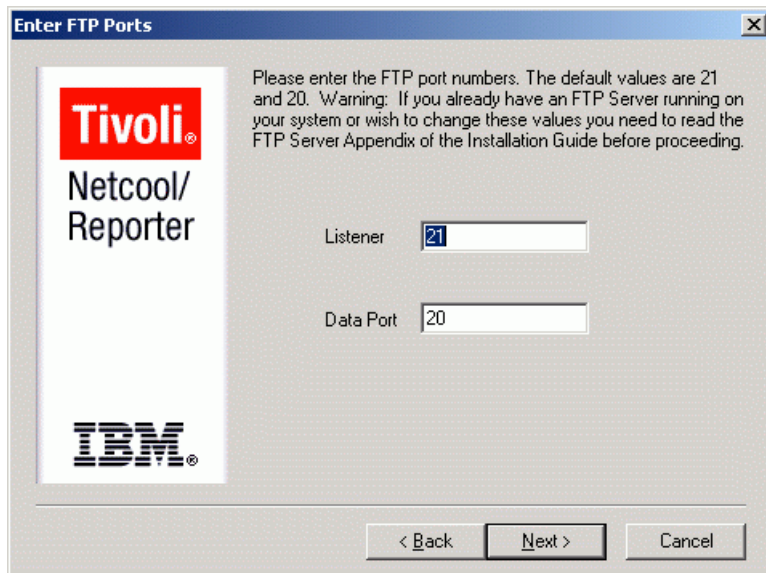 Enter FTP Ports
Tivoli®
Netcool/
Reporter
IBM®
Please enter the FTP port numbers. The default values are 21
and 20. Warning: If you already have an FTP Server running on
your system or wish to change these values you need to read the
FTP Server Appendix of the Installation Guide before proceeding.
Listener 21
Data Port 20
< Back Next > Cancel